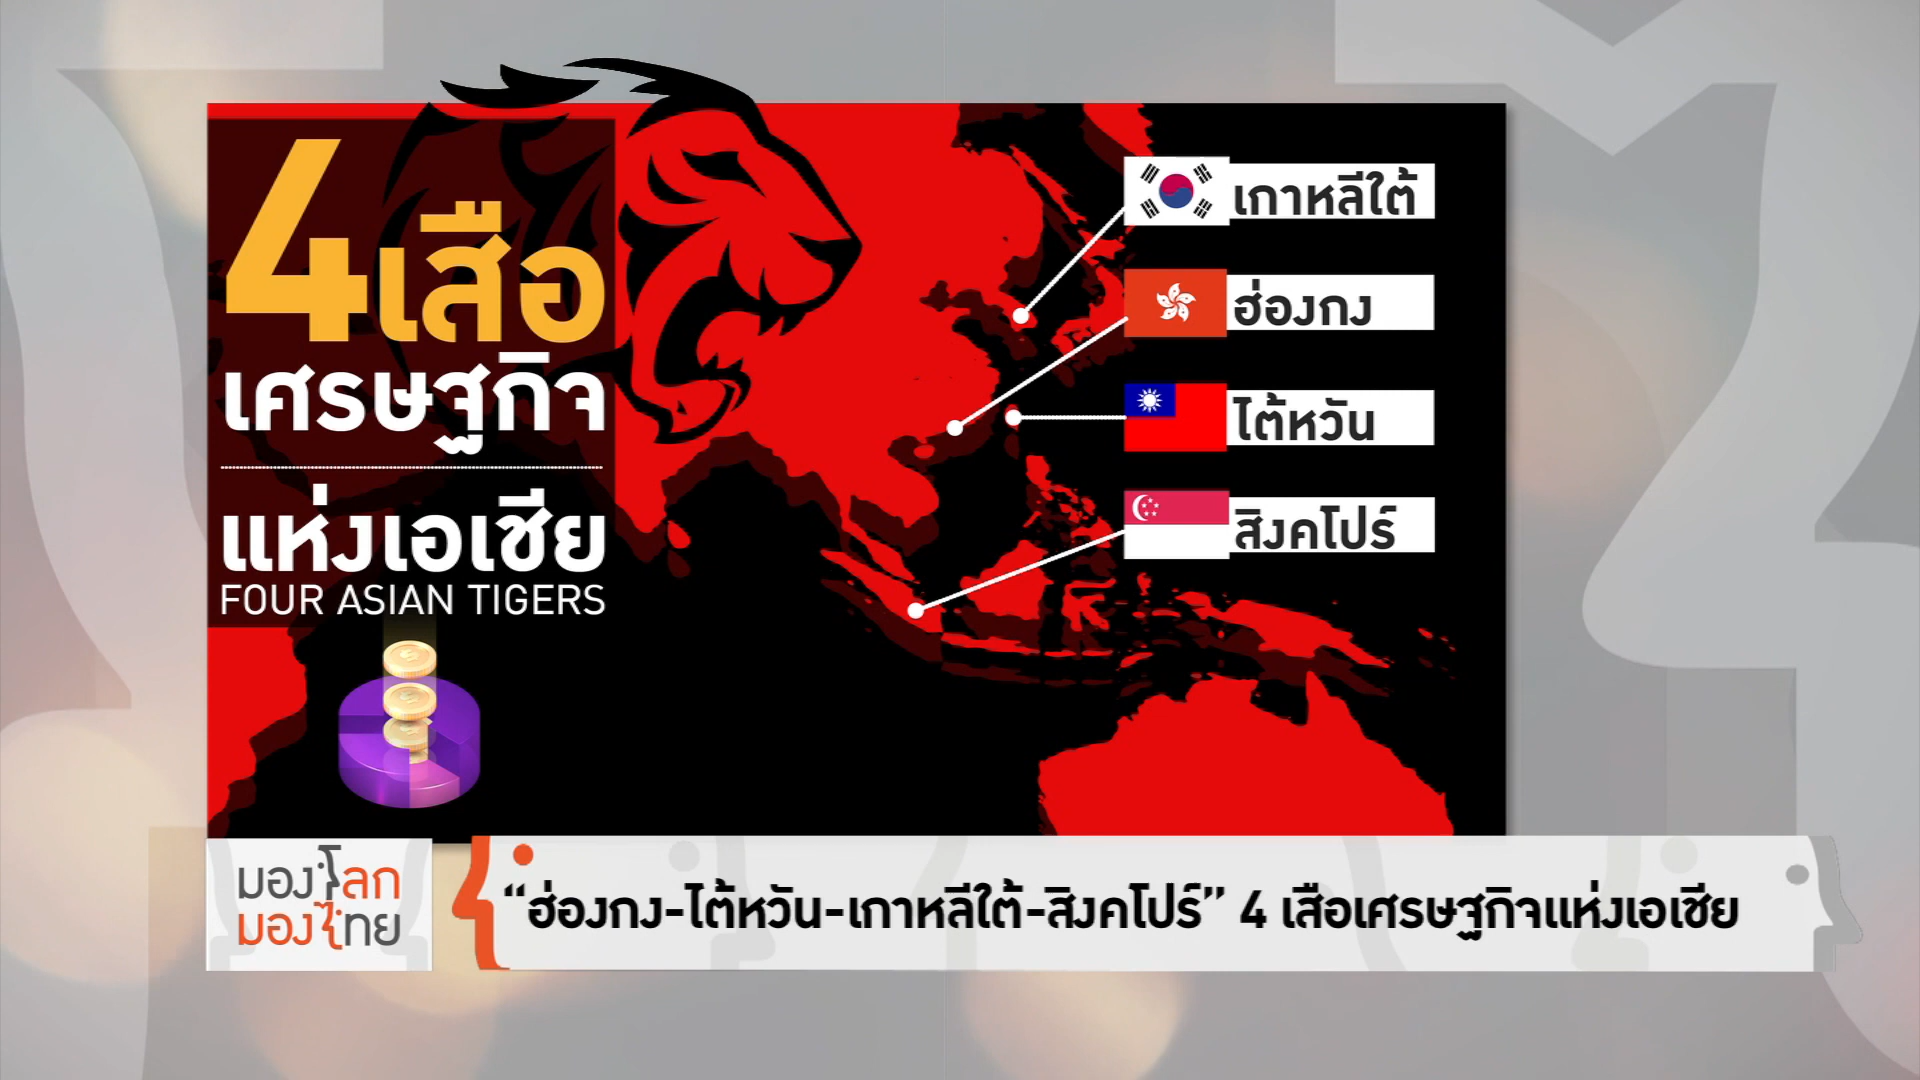 4เสือ
เศรษฐกิจ
แห่งเอเชีย
FOUR ASIAN TIGERS
เกาหลีใต้
ฮ่องกง
ไต้หวัน
สิงคโปร์
มองโลก
มองไทย
“ฮ่องกง-ไต้หวัน-เกาหลีใต้-สิงคโปร์” 4 เสือเศรษฐกิจแห่งเอเชีย